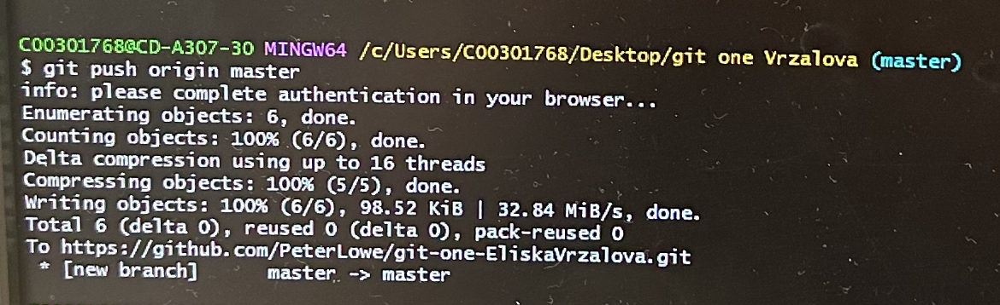 C00301768@CD-A307-30 MINGW64 /c/Users/C00301768/Desktop/git one Vrzalova (master)
$ git push origin master
info: please complete authentication in your browser...
Enumerating objects: 6, done.
Counting objects: 100% (6/6), done.
Delta compression using up to 16 threads
Compressing objects: 100% (5/5), done.
Writing objects: 100% (6/6), 98.52 KiB | 32.84 MiB/s, done.
Total 6 (delta 0), reused 0 (delta 0), pack-reused 0
To https://github.com/PeterLowe/git-one-EliskaVrzalova.git
 * [new branch]      master -> master